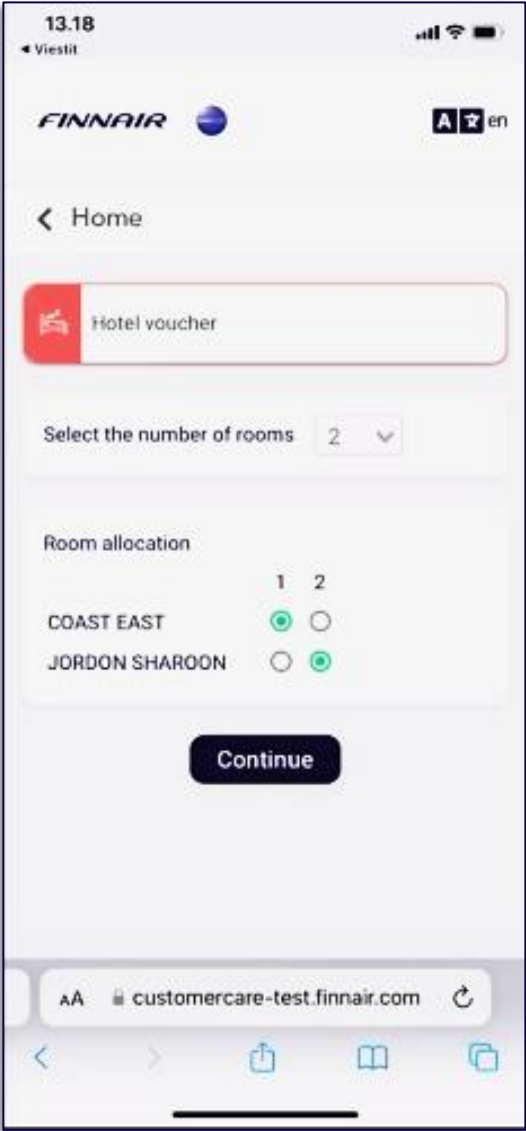 13.18
◀ Viestit
FINNAIR
en
Home
Hotel voucher
Select the number of rooms 2
Room allocation
1 2
COAST EAST
JORDON SHAROON
Continue
AA customercare-test.finnair.com